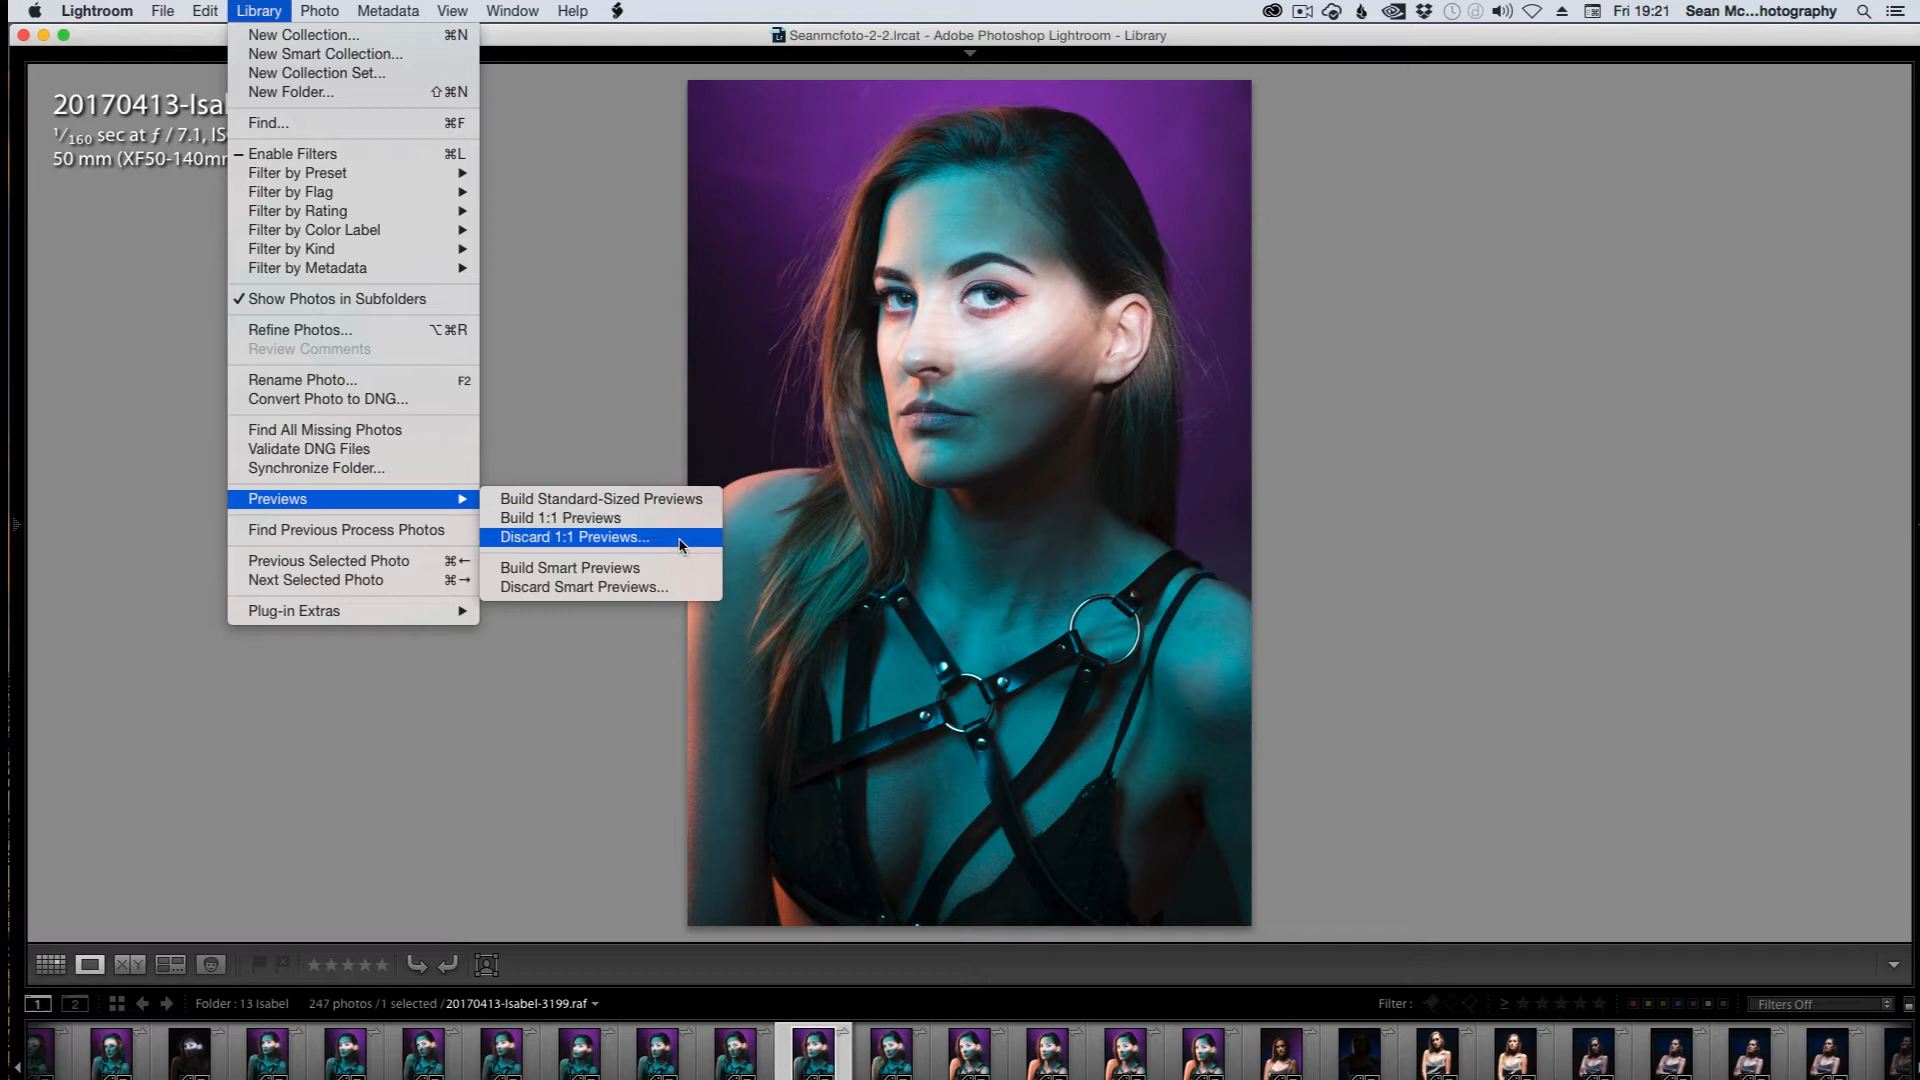 Lightroom File Edit Library Photo Metadata View Window Help Fri 19:21 Sean Mc...hotography
Seanmcfoto-2-2.lrcat - Adobe Photoshop Lightroom - Library
20170413-Isa
1/160 sec at ƒ / 7.1, IS
50 mm (XF50-140mm
New Collection... ⌘N
New Smart Collection...
New Collection Set...
New Folder... ⇧⌘N
Find... ⌘F
Enable Filters ⌘L
Filter by Preset
Filter by Flag
Filter by Rating
Filter by Color Label
Filter by Kind
Filter by Metadata
✓ Show Photos in Subfolders
Refine Photos... ⌥⌘R
Review Comments
Rename Photo... F2
Convert Photo to DNG...
Find All Missing Photos
Validate DNG Files
Synchronize Folder...
Previews
Find Previous Process Photos
Previous Selected Photo ⌘←
Next Selected Photo ⌘→
Plug-in Extras
Build Standard-Sized Previews
Build 1:1 Previews
Discard 1:1 Previews...
Build Smart Previews
Discard Smart Previews...
XY
1 2 Folder : 13 Isabel 247 photos /1 selected /20170413-Isabel-3199.raf Filter : ≥ Filters Off